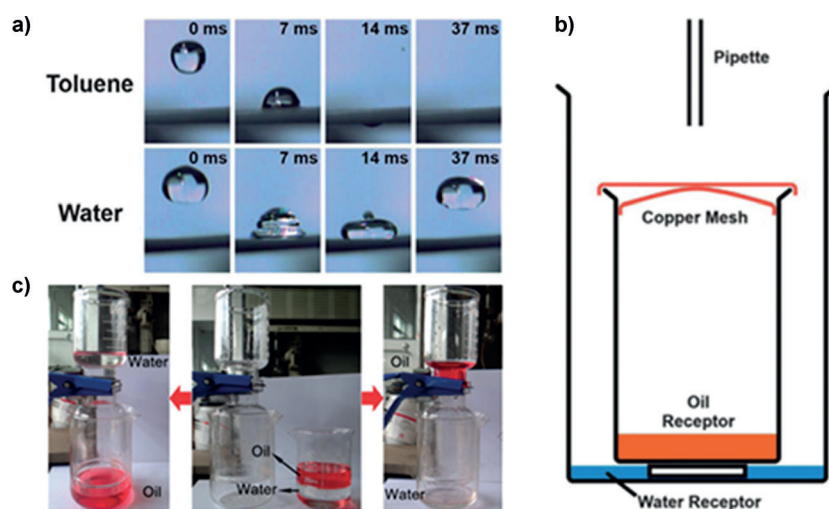 a)
0 ms
7 ms
14 ms
37 ms
Toluene
0 ms
7 ms
14 ms
37 ms
Water
b)
Pipette
Copper Mesh
Oil
Receptor
Water Receptor
c)
Water
Oil
Oil
Water
Oil
Water